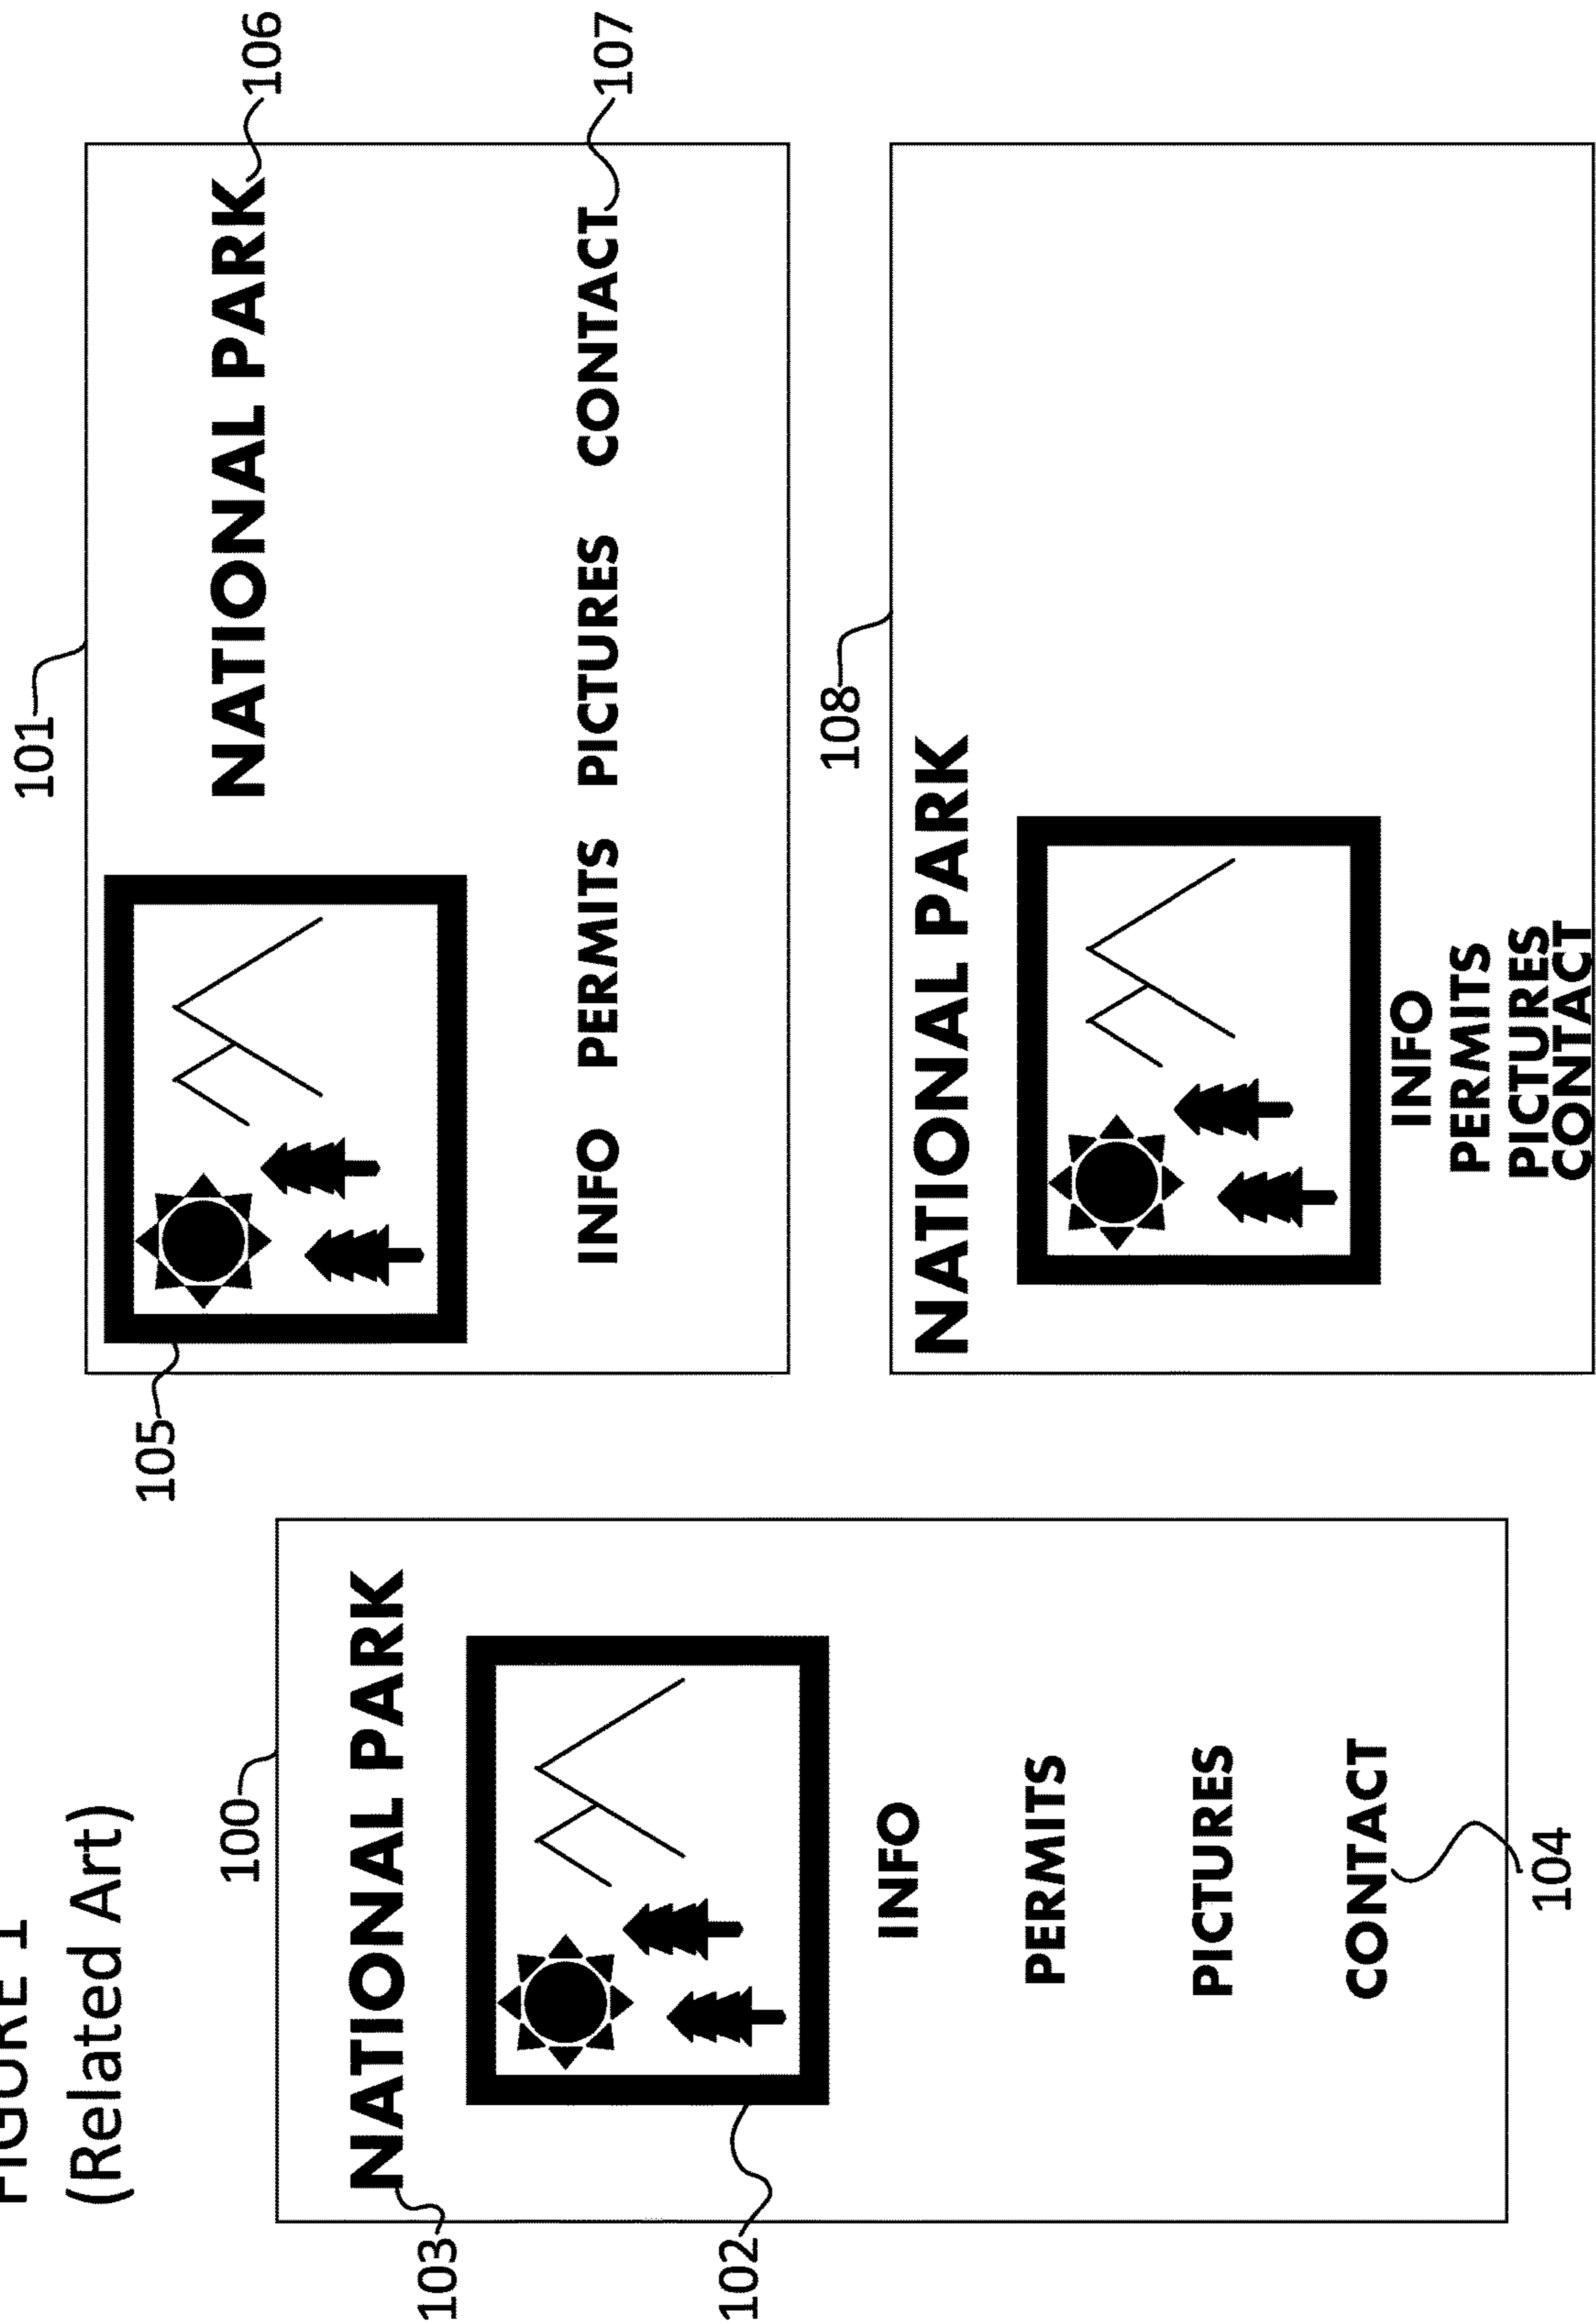 FIGURE 1
(Related Art)
100
NATIONAL PARK
103
102
INFO
PERMITS
PICTURES
CONTACT
104
101
105
NATIONAL PARK
106
INFO PERMITS PICTURES CONTACT
107
108
NATIONAL PARK
INFO
PERMITS
PICTURES
CONTACT